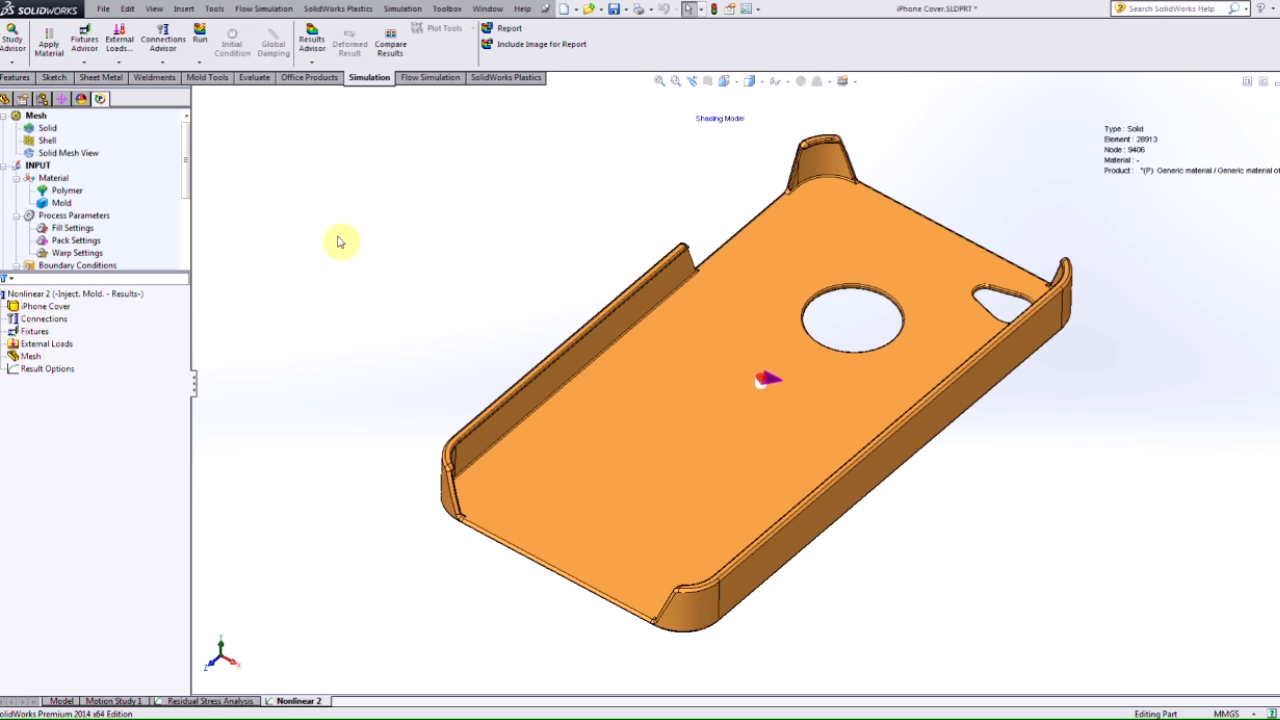 SOLIDWORKS File Edit View Insert Tools Flow Simulation SolidWorks Plastics Simulation Toolbox Window Help iPhone Cover.SLDPRT * Search SolidWorks Help
Study Advisor
Apply Material
Fixtures Advisor
External Loads...
Connections Advisor
Run
Initial Condition
Global Damping
Results Advisor
Deformed Result
Compare Results
Plot Tools
Report
Include Image for Report
Features Sketch Sheet Metal Weldments Mold Tools Evaluate Office Products Simulation Flow Simulation SolidWorks Plastics
Mesh
Solid
Shell
Solid Mesh View
INPUT
Material
Polymer
Mold
Process Parameters
Fill Settings
Pack Settings
Warp Settings
Boundary Conditions
Nonlinear 2 (-Inject. Mold. - Results-)
iPhone Cover
Connections
Fixtures
External Loads
Mesh
Result Options
Shading Model
Type : Solid
Element : 28913
Node : 9406
Material : -
Product : "(P) Generic material / Generic material of
Y
Z
X
Model Motion Study 1 Residual Stress Analysis Nonlinear 2
olidWorks Premium 2014 x64 Edition Editing Part MMGS